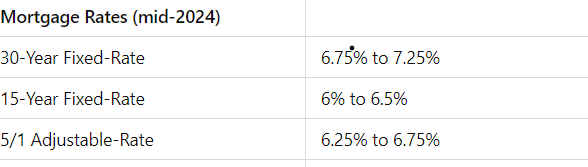 Mortgage Rates (mid-2024)
30-Year Fixed-Rate 6.75% to 7.25%
15-Year Fixed-Rate 6% to 6.5%
5/1 Adjustable-Rate 6.25% to 6.75%